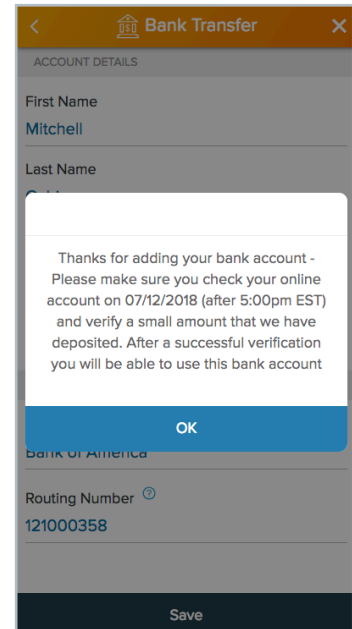 Bank Transfer
ACCOUNT DETAILS
First Name
Mitchell
Last Name
Thanks for adding your bank account -
Please make sure you check your online
account on 07/12/2018 (after 5:00pm EST)
and verify a small amount that we have
deposited. After a successful verification
you will be able to use this bank account
OK
Bank of America
Routing Number
121000358
Save